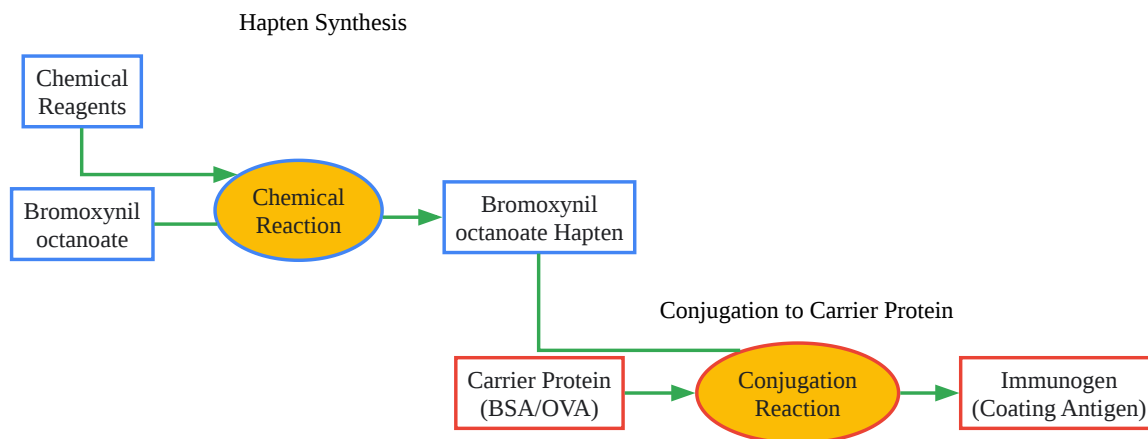 Hapten Synthesis
Chemical
Reagents
Bromoxynil
octanoate
Chemical
Reaction
Bromoxynil
octanoate Hapten
Conjugation to Carrier Protein
Carrier Protein
(BSA/OVA)
Conjugation
Reaction
Immunogen
(Coating Antigen)